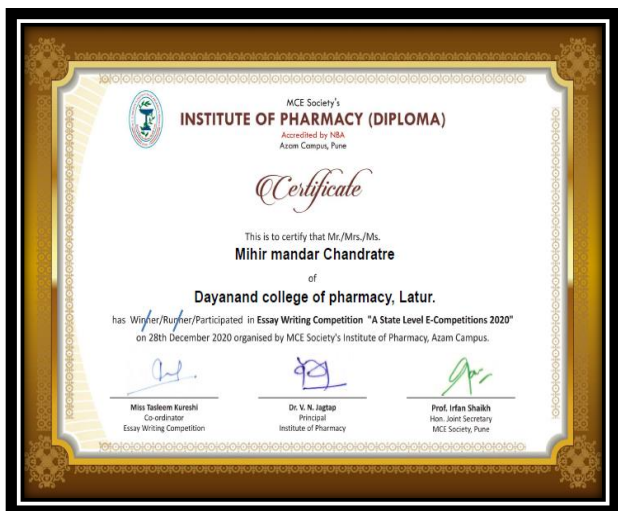 MCE Society's
INSTITUTE OF PHARMACY (DIPLOMA)
Accredited by NBA
Azam Campus, Pune
Certificate
This is to certify that Mr./Mrs./Ms.
Mihir mandar Chandratre
of
Dayanand college of pharmacy, Latur.
has Winner/Runner/Participated in Essay Writing Competition "A State Level E-Competitions 2020"
on 28th December 2020 organised by MCE Society's Institute of Pharmacy, Azam Campus.
Miss Tasleem Kureshi
Co-ordinator
Essay Writing Competition
Dr. V. N. Jagtap
Principal
Institute of Pharmacy
Prof. Irfan Shaikh
Hon. Joint Secretary
MCE Society, Pune